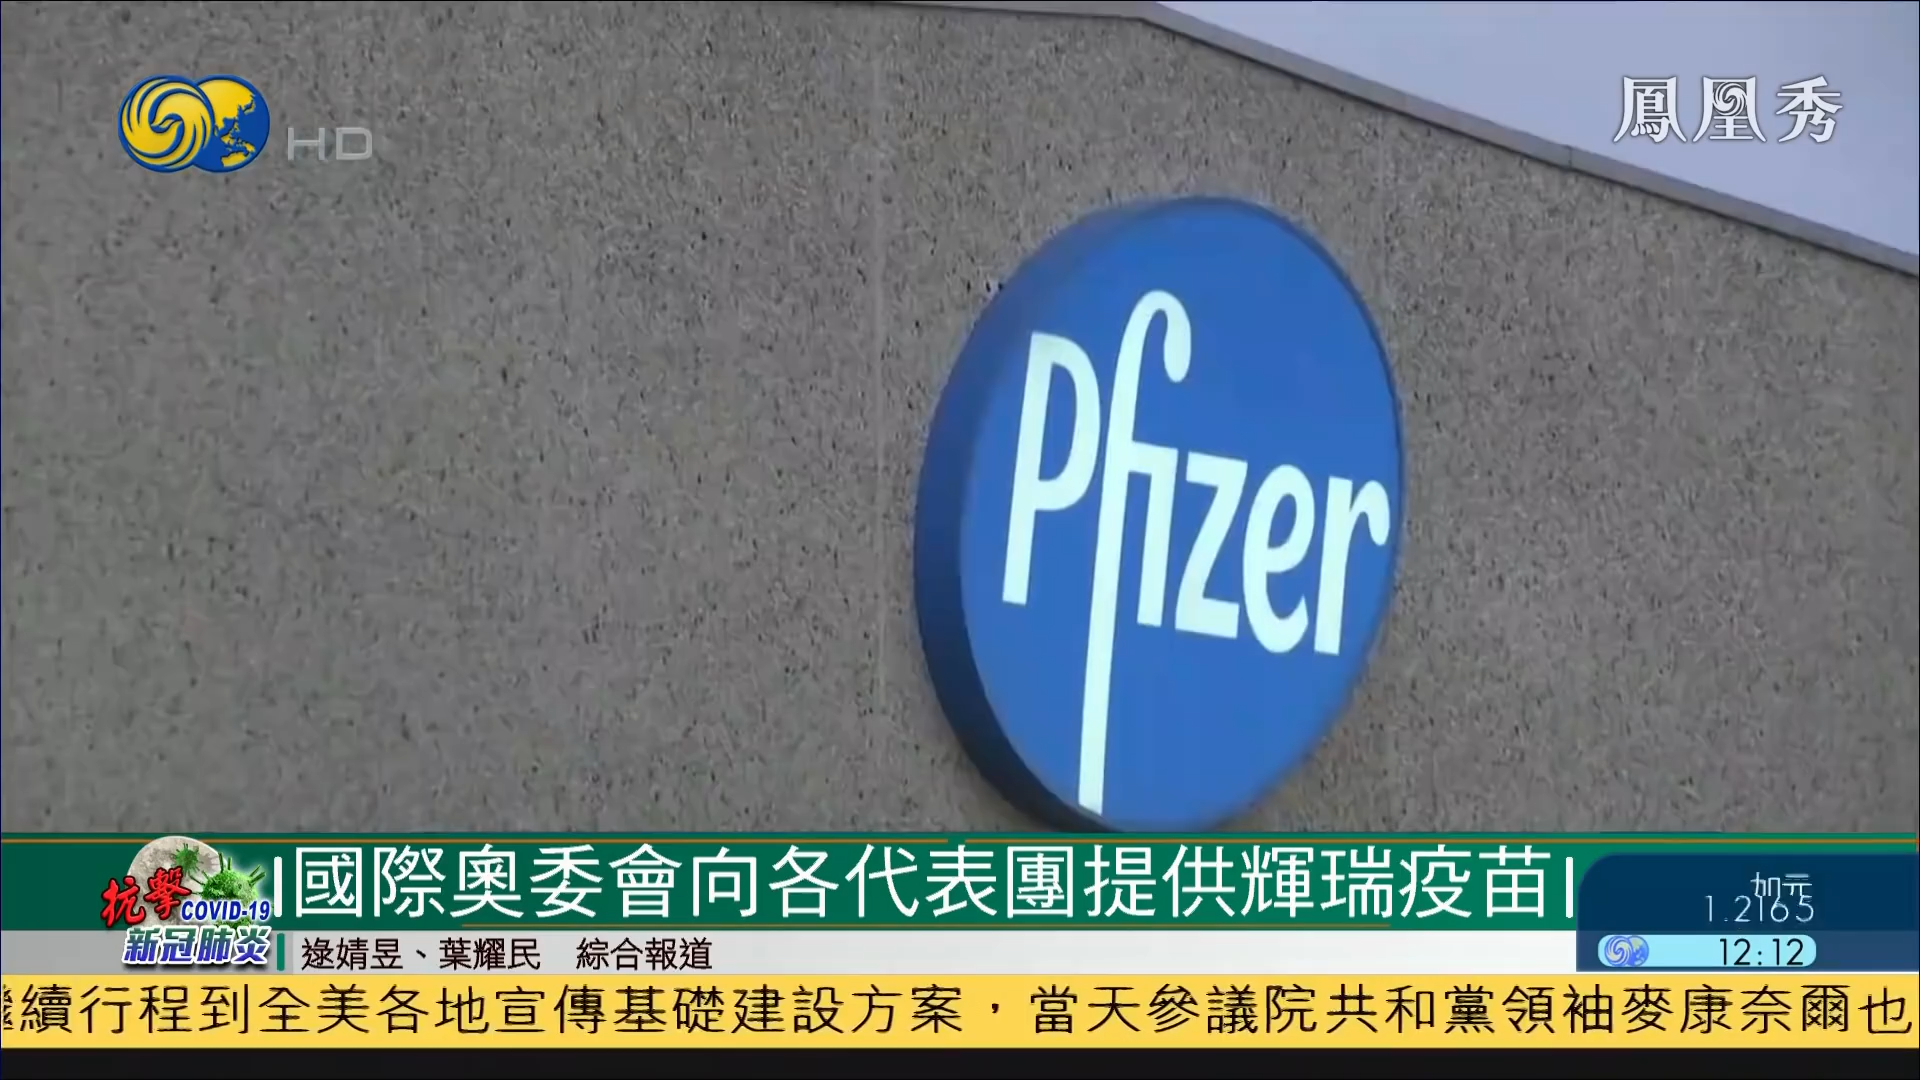 HD
鳳凰秀
Pfizer
國際奧委會向各代表團提供輝瑞疫苗
抗擊
COVID-19
新冠肺炎
逯婧昱、葉耀民 綜合報道
加元
1.2165
12:12
續行程到全美各地宣傳基礎建設方案，當天參議院共和黨領袖麥康奈爾也